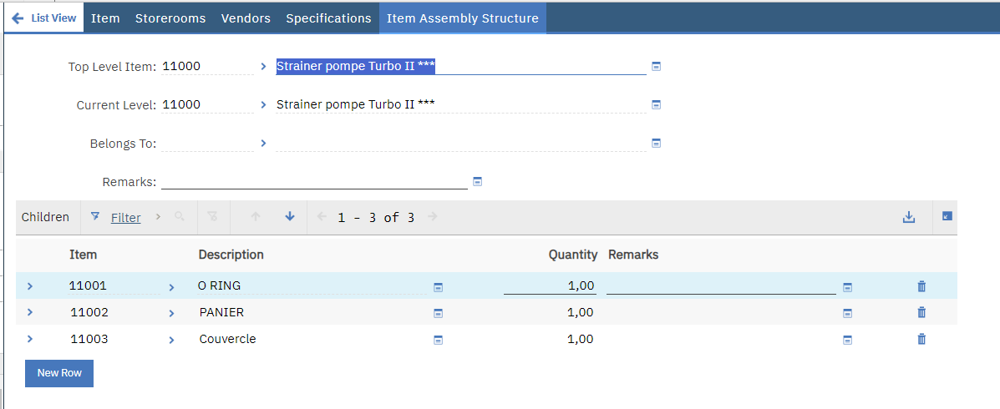 List View Item Storerooms Vendors Specifications Item Assembly Structure
Top Level Item: 11000 Strainer pompe Turbo II ***
Current Level: 11000 Strainer pompe Turbo II ***
Belongs To:
Remarks:
Children Filter 1 - 3 of 3
Item Description Quantity Remarks
11001 O RING 1,00
11002 PANIER 1,00
11003 Couvercle 1,00
New Row